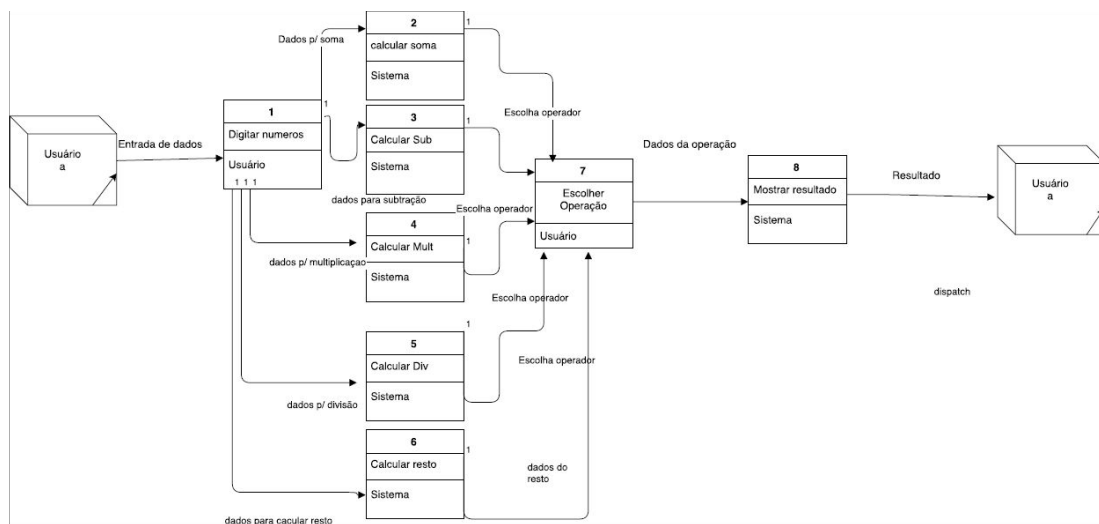 Usuário
a
Entrada de dados
1
Digitar numeros
Usuário
1
1 1 1
Dados p/ soma
2
calcular soma
Sistema
1
Escolha operador
3
Calcular Sub
Sistema
1
dados para subtração
Escolha operador
4
Calcular Mult
Sistema
1
dados p/ multiplicaçao
Escolha operador
5
Calcular Div
Sistema
1
dados p/ divisão
Escolha operador
6
Calcular resto
Sistema
1
dados para cacular resto
dados do
resto
7
Escolher
Operação
Usuário
Dados da operação
8
Mostrar resultado
Sistema
Resultado
Usuário
a
dispatch